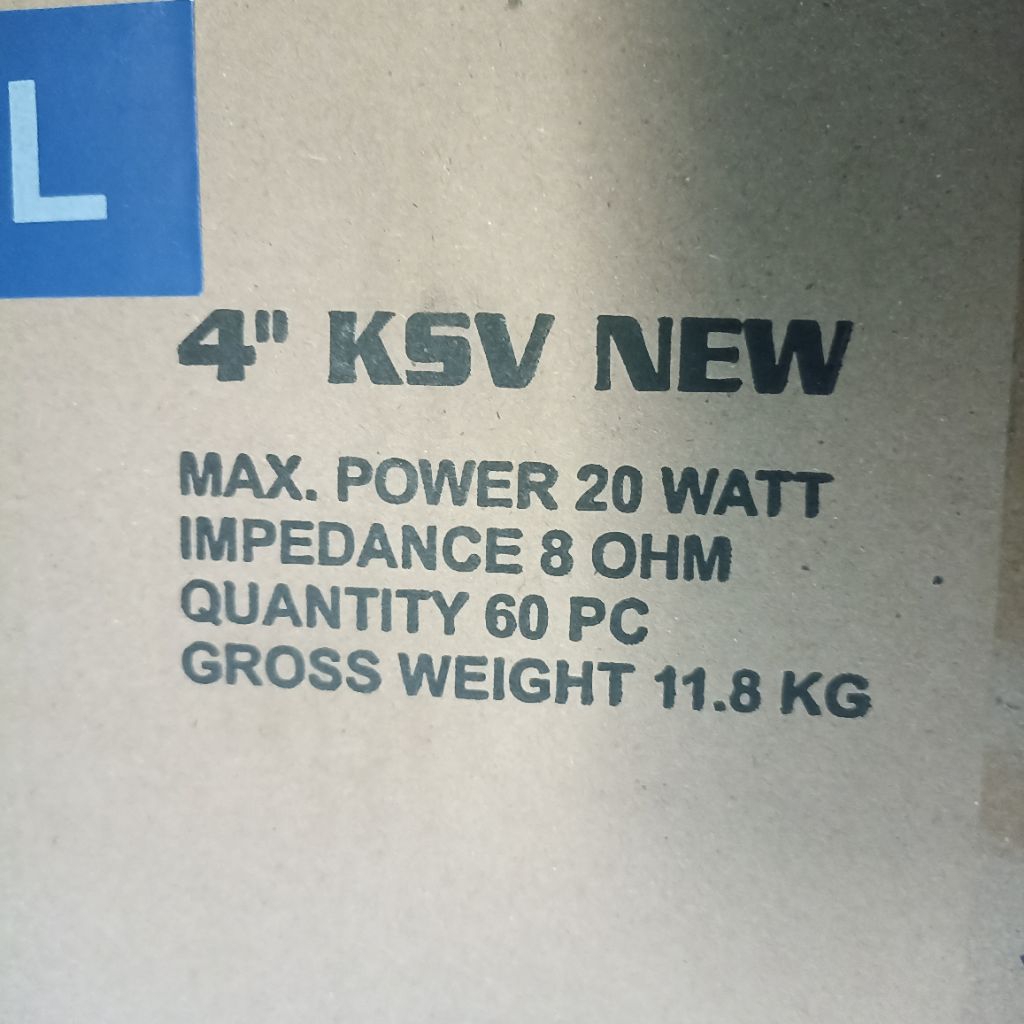 L
4" KSV NEW
MAX. POWER 20 WATT
IMPEDANCE 8 OHM
QUANTITY 60 PC
GROSS WEIGHT 11.8 KG